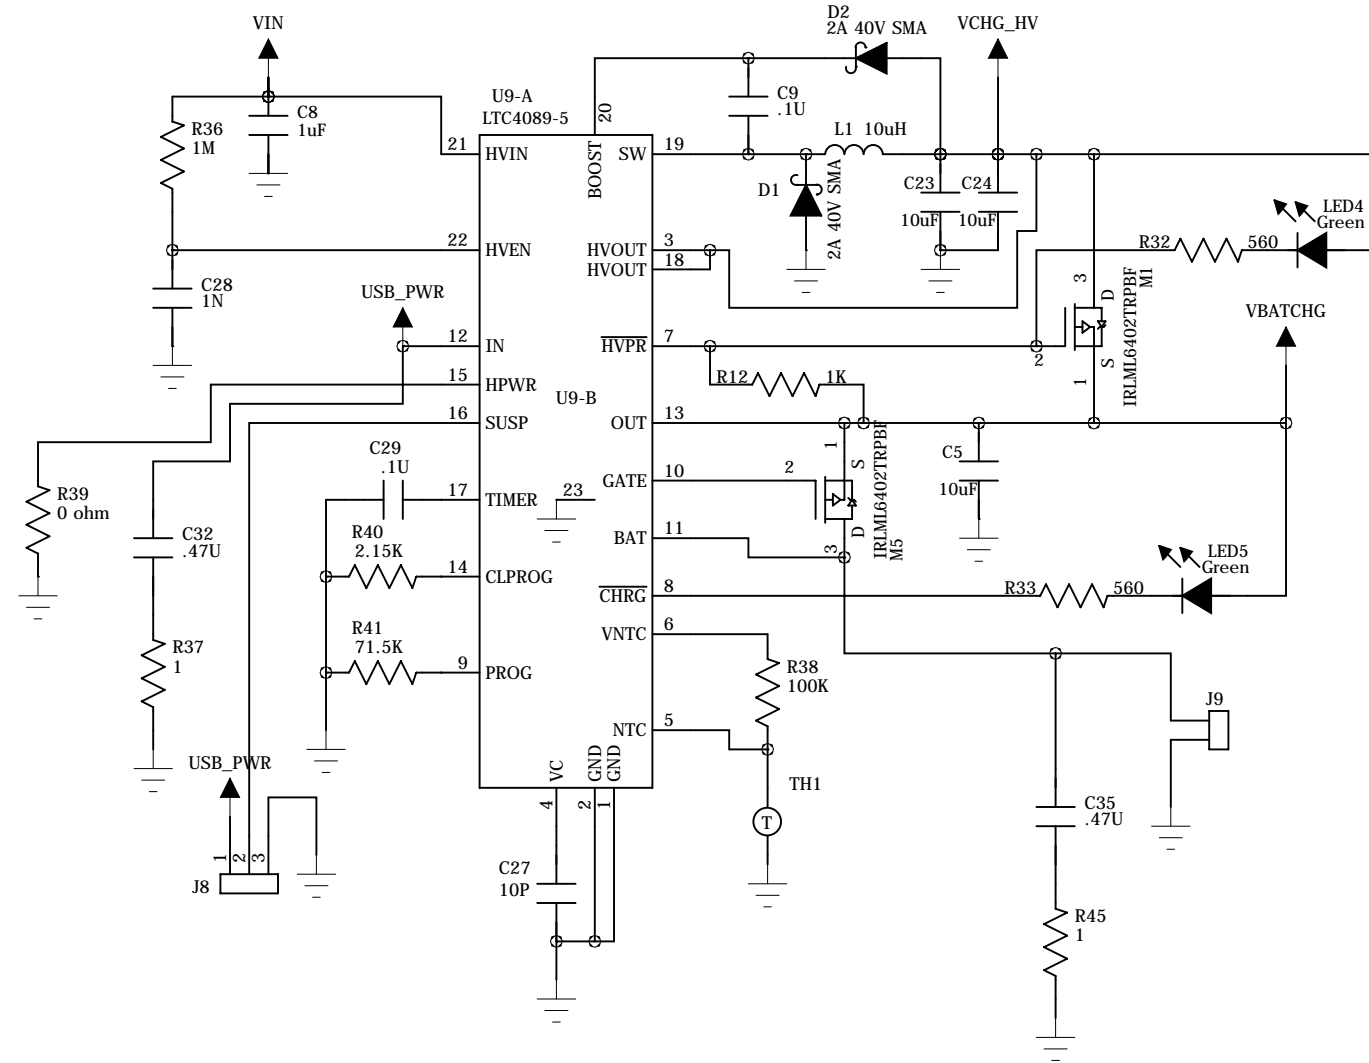 D2
2A 40V SMA
VIN
VCHG_HV
U9-A
LTC4089-5
20
C9
.1U
C8
1uF
R36
1M
L1 10uH
21
HVIN
BOOST
SW
19
D1
2A 40V SMA
C23
10uF
C24
10uF
LED4
Green
R32
560
22
HVEN
HVOUT
3
HVOUT
18
3
D
IRLML6402TRPBF
M1
C28
1N
USB_PWR
VBATCHG
12
IN
HVPR
7
2
S
1
15
HPWR
R12
1K
U9-B
16
SUSP
OUT
13
C29
.1U
1
S
IRLML6402TRPBF
M5
C5
10uF
GATE
10
2
R39
0 ohm
17
TIMER
23
C32
.47U
R40
2.15K
BAT
11
D
3
LED5
Green
14
CLPROG
CHRG
8
R33
560
R41
71.5K
VNTC
6
R37
1
9
PROG
R38
100K
J9
NTC
5
USB_PWR
VC
GND
GND
TH1
4
2
1
C35
.47U
T
1
2
3
J8
C27
10P
R45
1